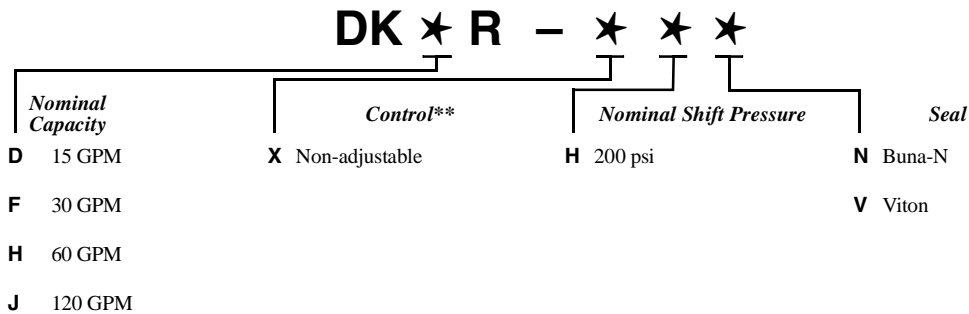 DK ★ R – ★ ★ ★
Nominal
Capacity
Control**
Nominal Shift Pressure
Seal
D 15 GPM
X Non-adjustable
H 200 psi
N Buna-N
F 30 GPM
V Viton
H 60 GPM
J 120 GPM